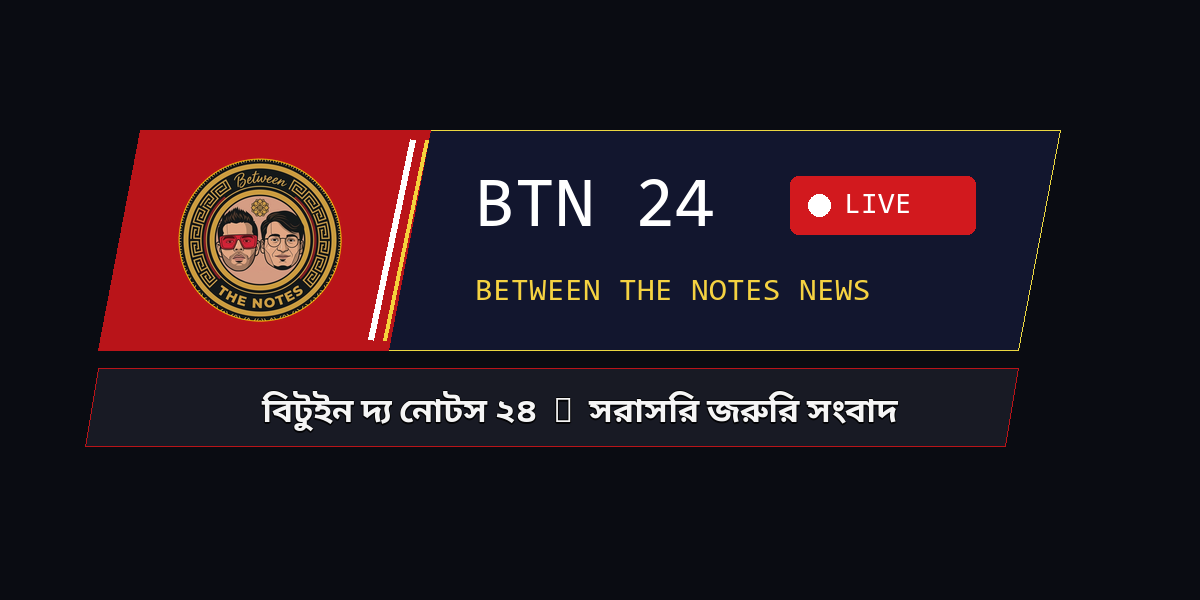 Between
THE NOTES
BTN 24
LIVE
BETWEEN THE NOTES NEWS
বিটুইন দ্য নোটস ২৪ ▯ সরাসরি জরুরি সংবাদ